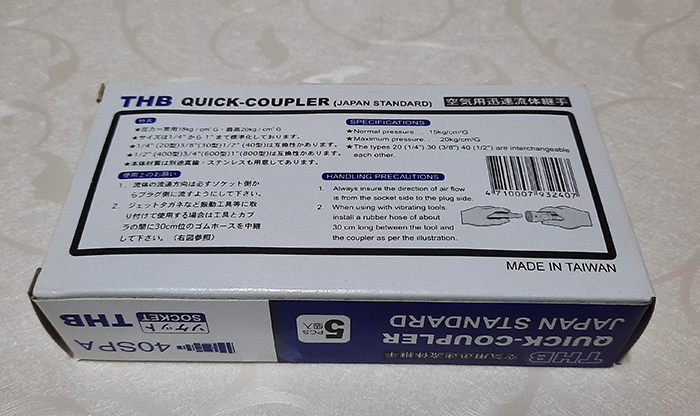 THB QUICK-COUPLER (JAPAN STANDARD) 空気用迅速流体継手
特長
★圧力ー常用15kg/cm²G・最高20kg/cm²G
★サイズは1/4"から1"まで標準化しております。
★1/4"(20型)3/8"(30型)1/2"(40型)は互換性があります。
★1/2"(400型)3/4"(600型)1"(800型)は互換性があります。
★本体材質は別途真鍮・ステンレスも用意してあります。
使用上のお願い
1. 流体の流通方向は必ずソケット側か
らプラグ側に流すようにして下さい。
2. ジェットタガネなど振動工具等に取
り付けて使用する場合は工具とカプ
ラの間に30cm位のゴムホースを中継
して下さい。(右図参照)
SPECIFICATIONS
★Normal pressure......15kg/cm²G
★Maximum pressure......20kg/cm²G
★The types 20 (1/4") 30 (3/8") 40 (1/2") are interchangeable
each other.
HANDLING PRECAUTIONS
1. Always insure the direction of air flow
is from the socket side to the plug side.
2. When using with vibrating tools.
install a rubber hose of about
30 cm long between the tool and
the coupler as per the illustration.
4710007932407
MADE IN TAIWAN
THB 空気用迅速流体継手
QUICK-COUPLER
JAPAN STANDARD
5 PCS 個入
40SPA
ソケット
SOCKET
THB